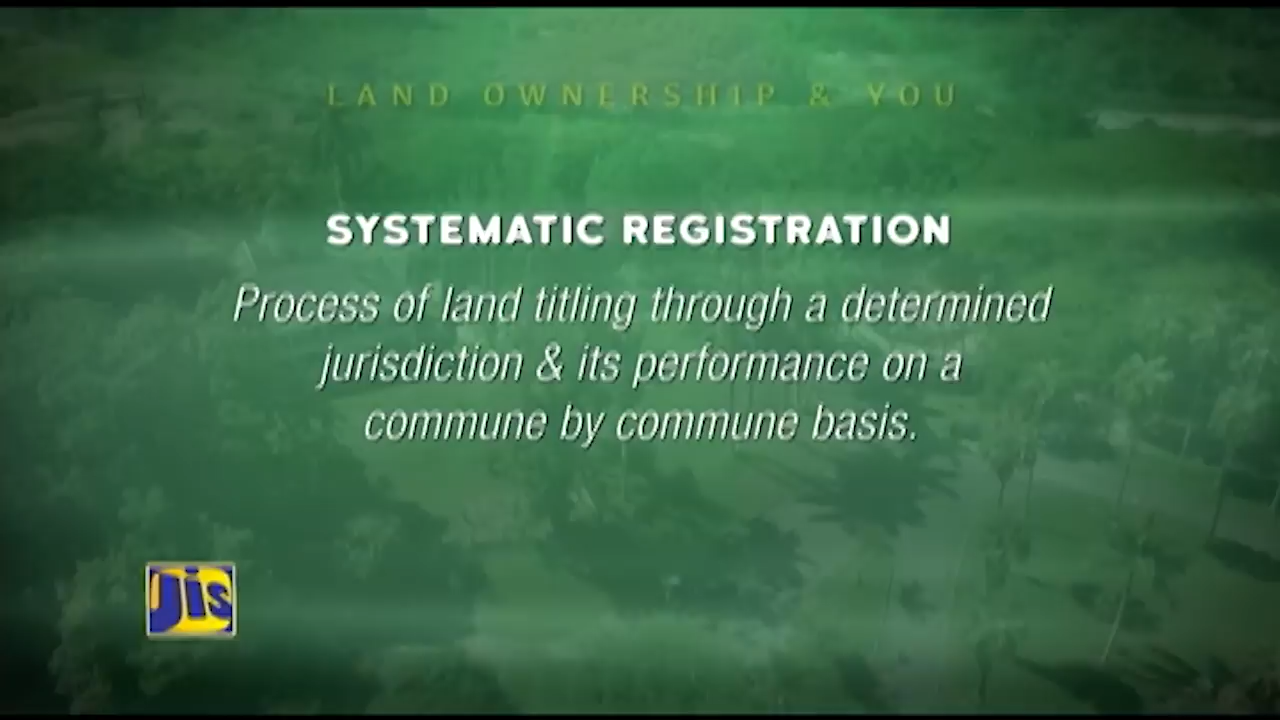 LAND OWNERSHIP & YOU
SYSTEMATIC REGISTRATION
Process of land titling through a determined
jurisdiction & its performance on a
commune by commune basis.
Jis